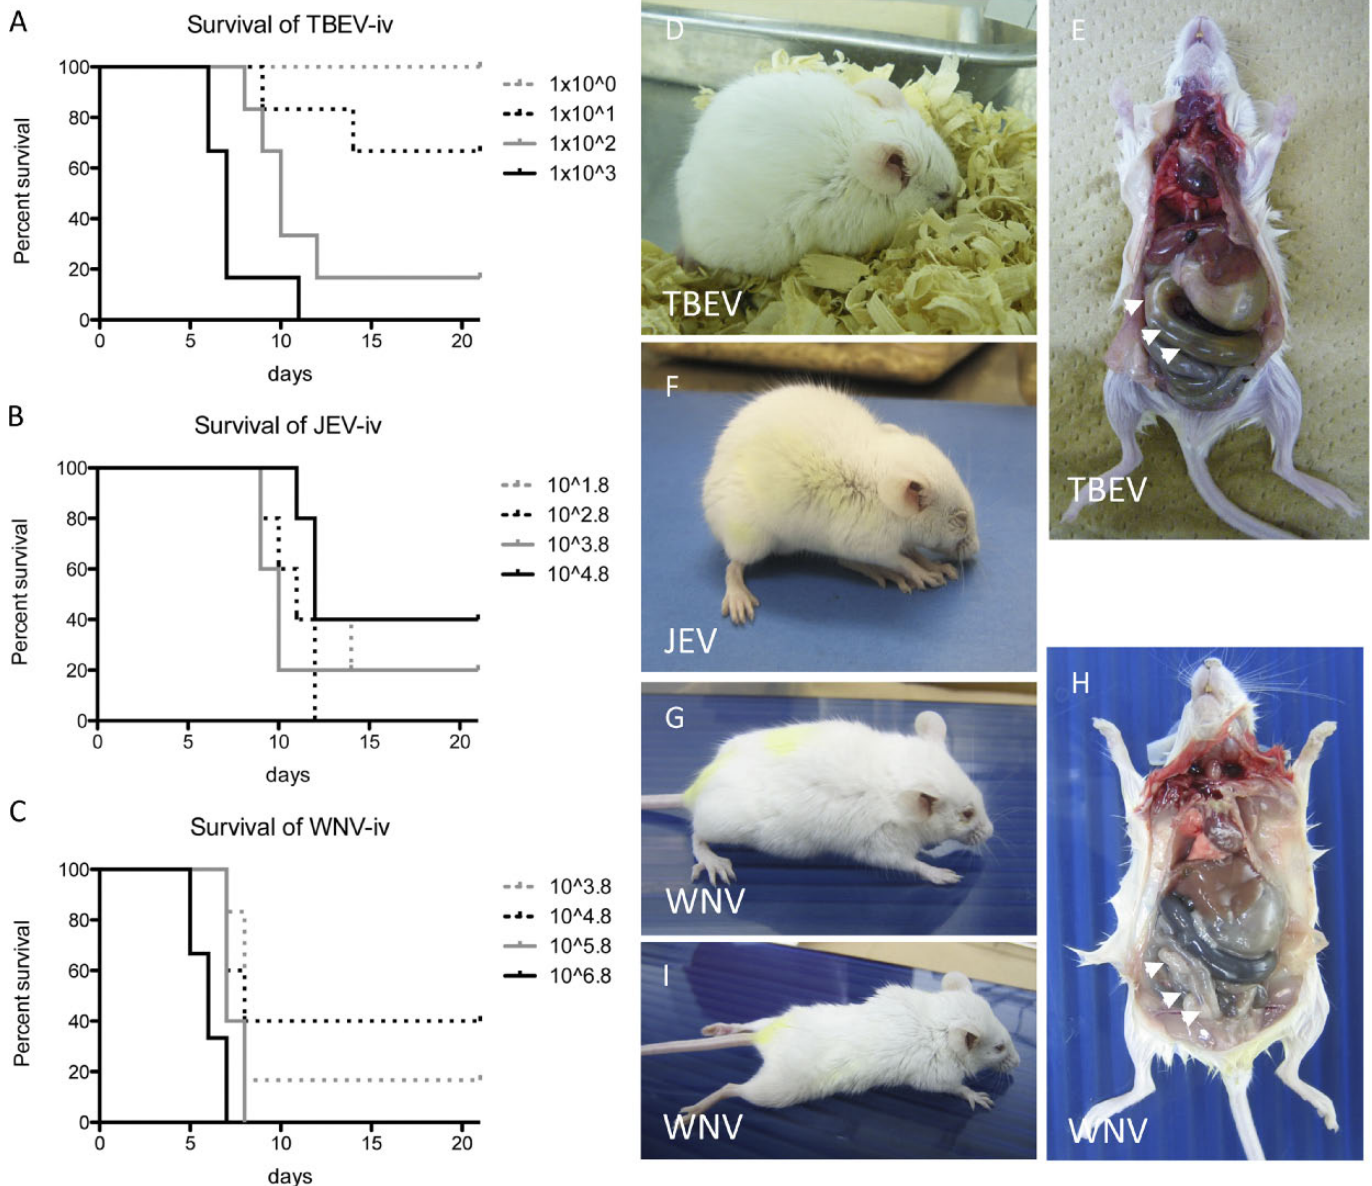 A
Survival of TBEV-iv
Percent survival
100
80
60
40
20
0
0 5 10 15 20
days
1x10^0
1x10^1
1x10^2
1x10^3
B
Survival of JEV-iv
Percent survival
100
80
60
40
20
0
0 5 10 15 20
days
10^1.8
10^2.8
10^3.8
10^4.8
C
Survival of WNV-iv
Percent survival
100
80
60
40
20
0
0 5 10 15 20
days
10^3.8
10^4.8
10^5.8
10^6.8
D
TBEV
E
TBEV
F
JEV
G
WNV
H
WNV
I
WNV